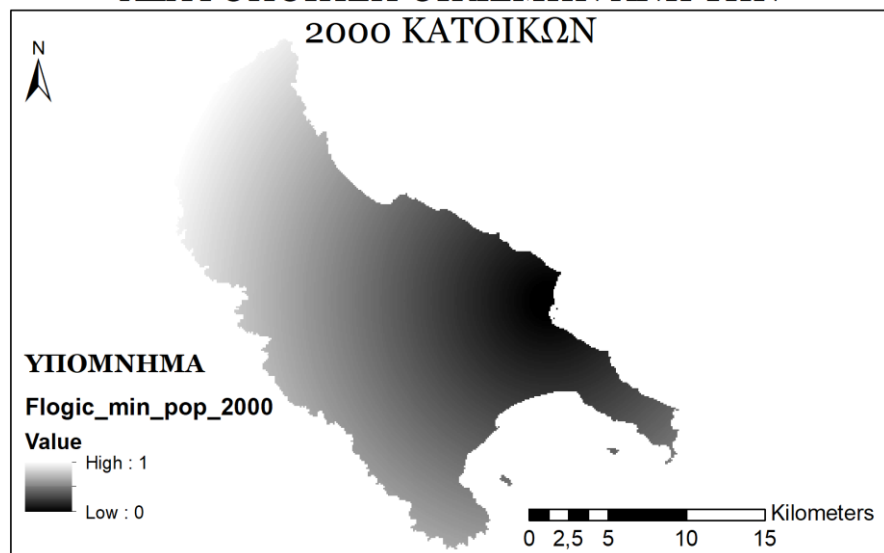 2000 ΚΑΤΟΙΚΩΝ
N
ΥΠΟΜΝΗΜΑ
Flogic_min_pop_2000
Value
High : 1
Low : 0
Kilometers
0 2,5 5 10 15